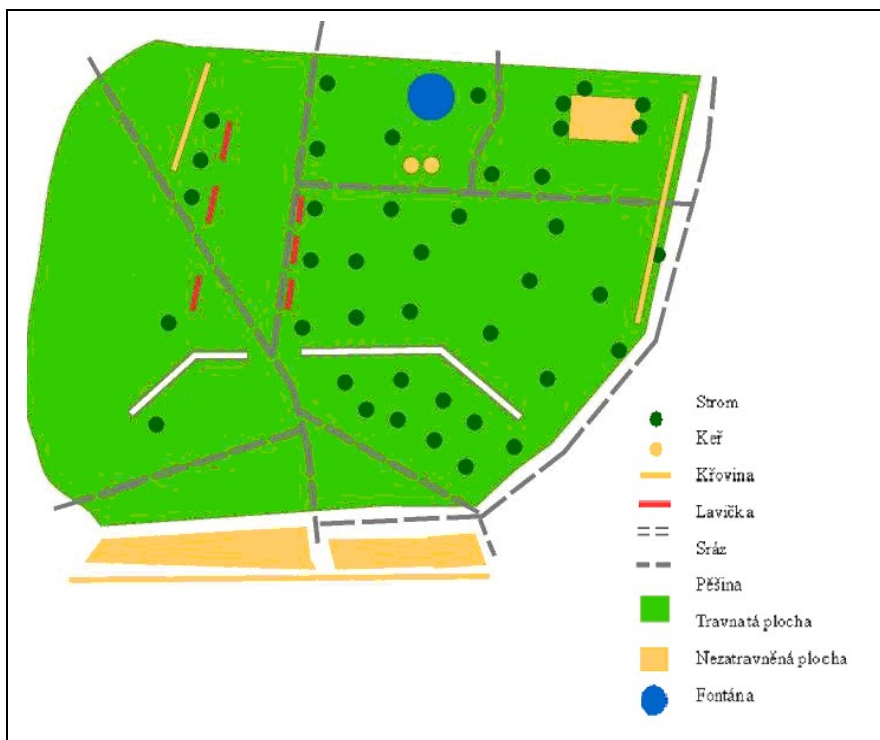 Strom
Keř
Křovina
Lavička
Sráz
Pěšina
Travnatá plocha
Nezatravněná plocha
Fontána